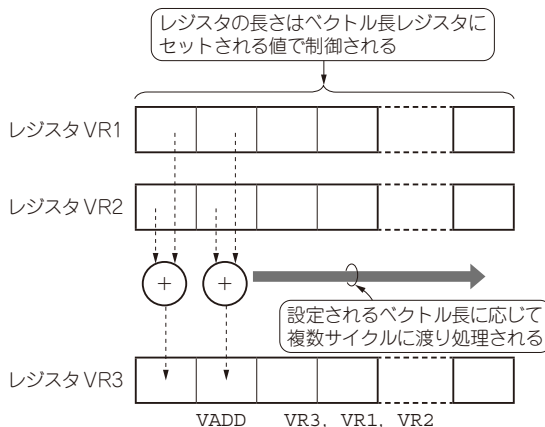 レジスタの長さはベクトル長レジスタに
セットされる値で制御される
レジスタVR1
レジスタVR2
+ +
設定されるベクトル長に応じて
複数サイクルに渡り処理される
レジスタVR3
VADD VR3, VR1, VR2